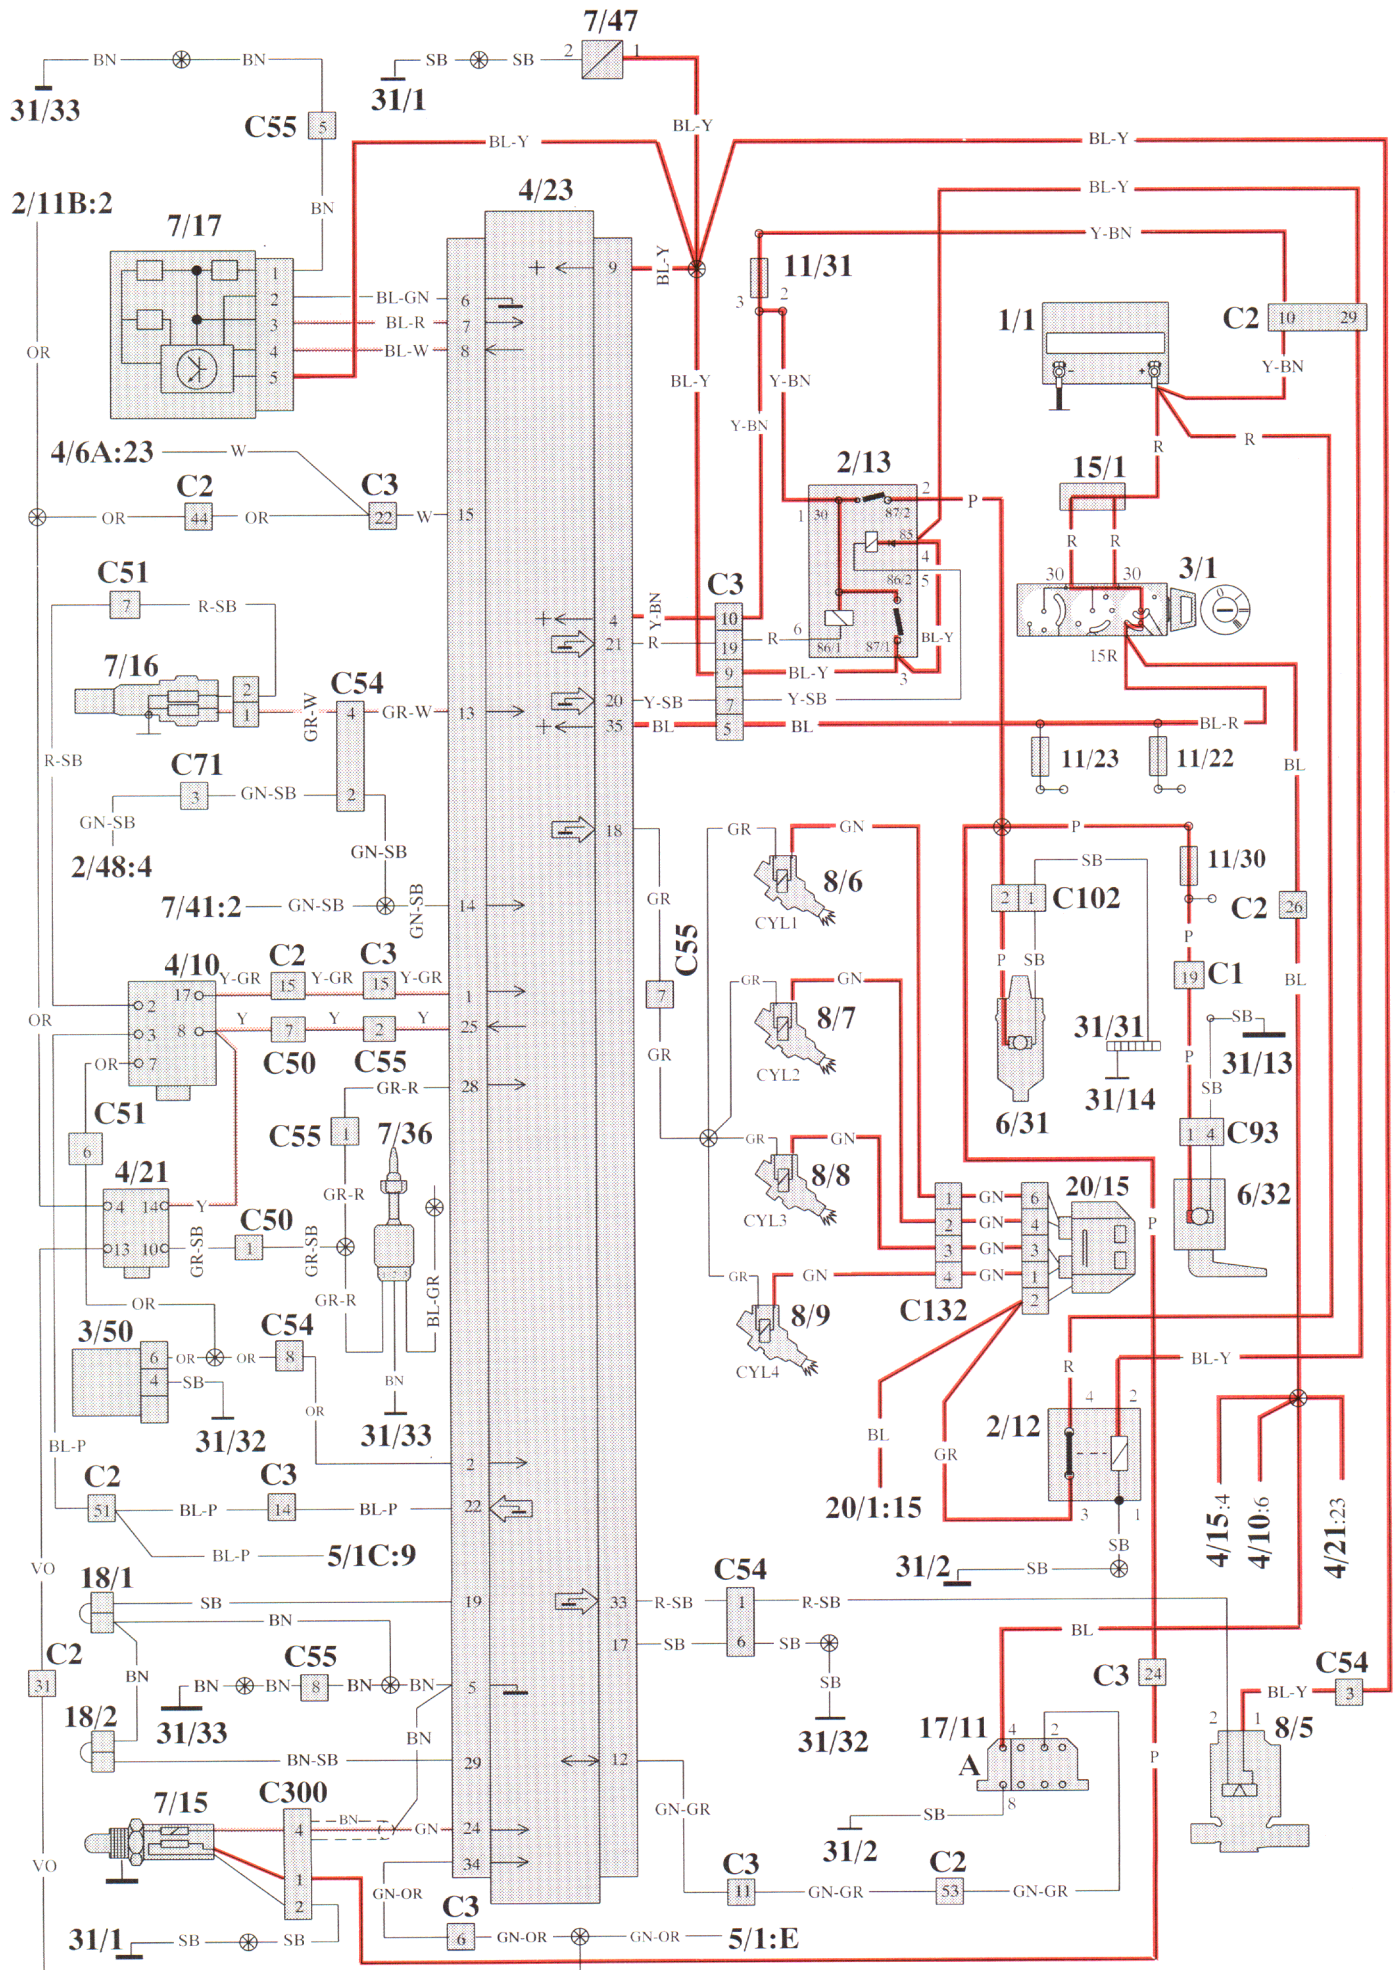 7/47
BN BN
SB SB 2 1
31/33
31/1
C55 5
BL-Y
BL-Y
BL-Y
2/11B:2
BN
4/23
BL-Y
7/17
Y-BN
1
2 BL-GN 6
3 BL-R 7
4 BL-W 8
5
+ 9 BL-Y
11/31
3 2
1/1
- +
C2 10 29
OR
BL-Y
Y-BN
Y-BN
Y-BN
R
R
4/6A:23 W
C2
C3
OR 44 OR 22 W 15
2/13
15/1
1 30 87/2 2 P
85 4
86/2 5
R R
C51
7 R-SB
C3
30 30 3/1
+ 4 Y-BN 10
21 R 19 R 6
86/1 87/1 BL-Y
3
15R
7/16
2
1
GR-W
C54
4 GR-W 13
9 BL-Y
20 Y-SB 7 Y-SB
+ 35 BL 5 BL BL-R
11/23 11/22
BL
R-SB
C71
3 GN-SB 2
GN-SB
2/48:4
GN-SB
18
GR GN
P
11/30
8/6
CYL1
SB
C102
2 1
C2 26
7/41:2 GN-SB GN-SB 14
GR
C55
7
P
P SB
C1 19
BL
4/10
C2 C3
17 Y-GR 15 Y-GR 15 Y-GR 1
2
3 8 Y 7 Y 2 Y 25
OR 7
C50 C55
OR
GR GN
8/7
CYL2
GR
31/31
31/14
6/31
SB
31/13
P
SB
C93
1 4
6/32
GR-R 28
C51
6
C55 1
7/36
GR GN
8/8
CYL3
4/21
4 14 Y
13 10
GR-SB
C50
1
GR-SB
GR-R
GR-R
BL-GR
1 GN 6
2 GN 4
3 GN 3
4 GN 1
2
20/15
P
C132
GR GN
8/9
CYL4
OR
3/50
6 OR OR
4 SB
C54
8
OR
31/32
BN
31/33
R
BL-Y
4 2
2/12
3 1
BL
GR
20/1:15
BL-P
2
C2
C3
51 BL-P 14 BL-P 22
BL-P 5/1C:9
SB
31/2 SB
4/15:4
4/10:6
4/21:23
VO
18/1
SB 19
BN
C54
33 R-SB 1 R-SB
17 SB 6 SB
BL
C2
31
BN
C55
BN BN 8 BN BN 5
31/33
SB
31/32
C3 24
C54
BL-Y 3
2 1 8/5
18/2
BN
BN-SB 29
12
17/11 4 2
A
8
P
C300
7/15
4 BN
GN 24
34
1
2
GN-GR
SB
31/2
VO
GN-OR
C3
C3
C2
11 GN-GR 53 GN-GR
31/1 SB SB
6 GN-OR GN-OR 5/1:E